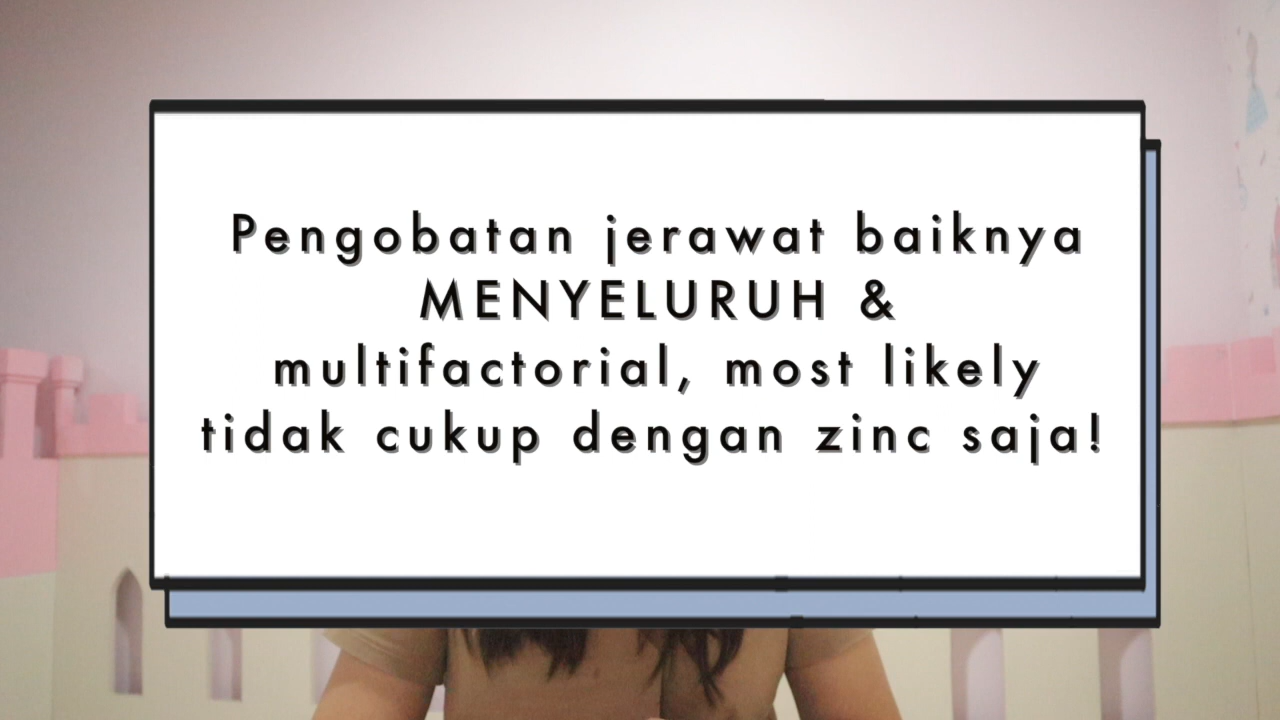 Pengobatan jerawat baiknya
MENYELURUH &
multifactorial, most likely
tidak cukup dengan zinc saja!